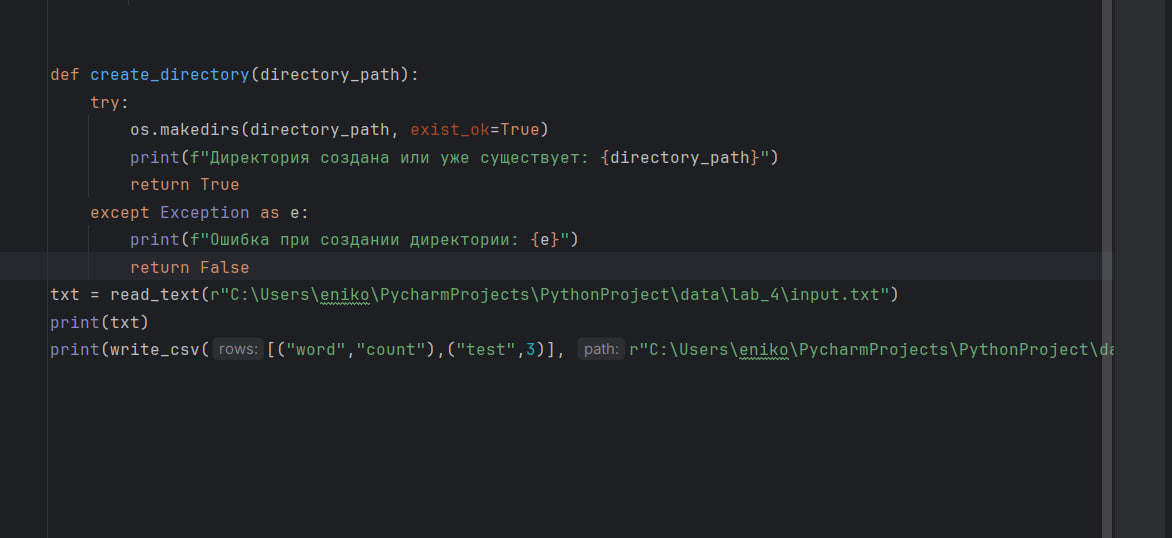 def create_directory(directory_path):
    try:
        os.makedirs(directory_path, exist_ok=True)
        print(f"Директория создана или уже существует: {directory_path}")
        return True
    except Exception as e:
        print(f"Ошибка при создании директории: {e}")
        return False
txt = read_text(r"C:\Users\eniko\PycharmProjects\PythonProject\data\lab_4\input.txt")
print(txt)
print(write_csv( rows: [("word","count"),("test",3)], path: r"C:\Users\eniko\PycharmProjects\PythonProject\da